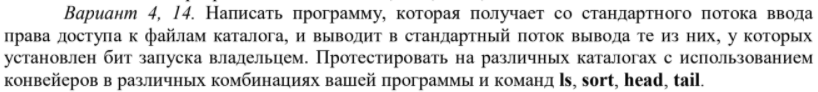 Вариант 4, 14. Написать программу, которая получает со стандартного потока ввода
права доступа к файлам каталога, и выводит в стандартный поток вывода те из них, у которых
установлен бит запуска владельцем. Протестировать на различных каталогах с использованием
конвейеров в различных комбинациях вашей программы и команд ls, sort, head, tail.